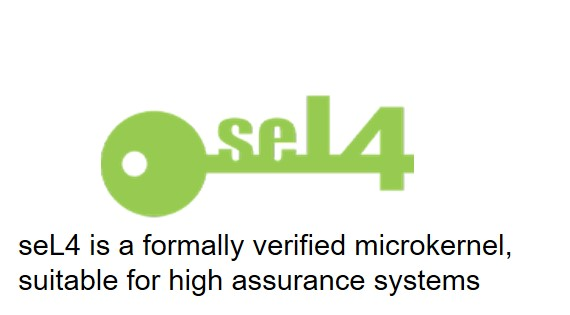 seL4
seL4 is a formally verified microkernel,
suitable for high assurance systems